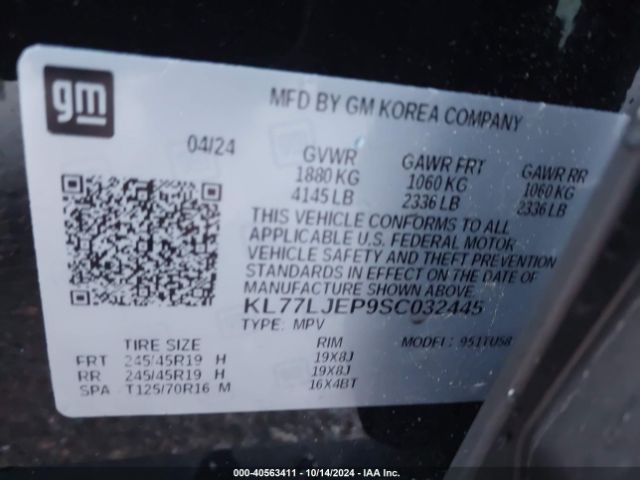 gm
MFD BY GM KOREA COMPANY
04/24
GVWR GAWR FRT GAWR RR
1880 KG 1060 KG 1060 KG
4145 LB 2336 LB 2336 LB
THIS VEHICLE CONFORMS TO ALL
APPLICABLE U.S. FEDERAL MOTOR
VEHICLE SAFETY AND THEFT PREVENTION
STANDARDS IN EFFECT ON THE DATE OF
MANUFACTURE SHOWN ABOVE.
KL77LJEP9SC032445
TYPE: MPV MODEL: 951TU58
TIRE SIZE RIM
FRT 245/45R19 H 19X8J
RR 245/45R19 H 19X8J
SPA T125/70R16 M 16X4BT
000-40563411 - 10/14/2024 - IAA Inc.